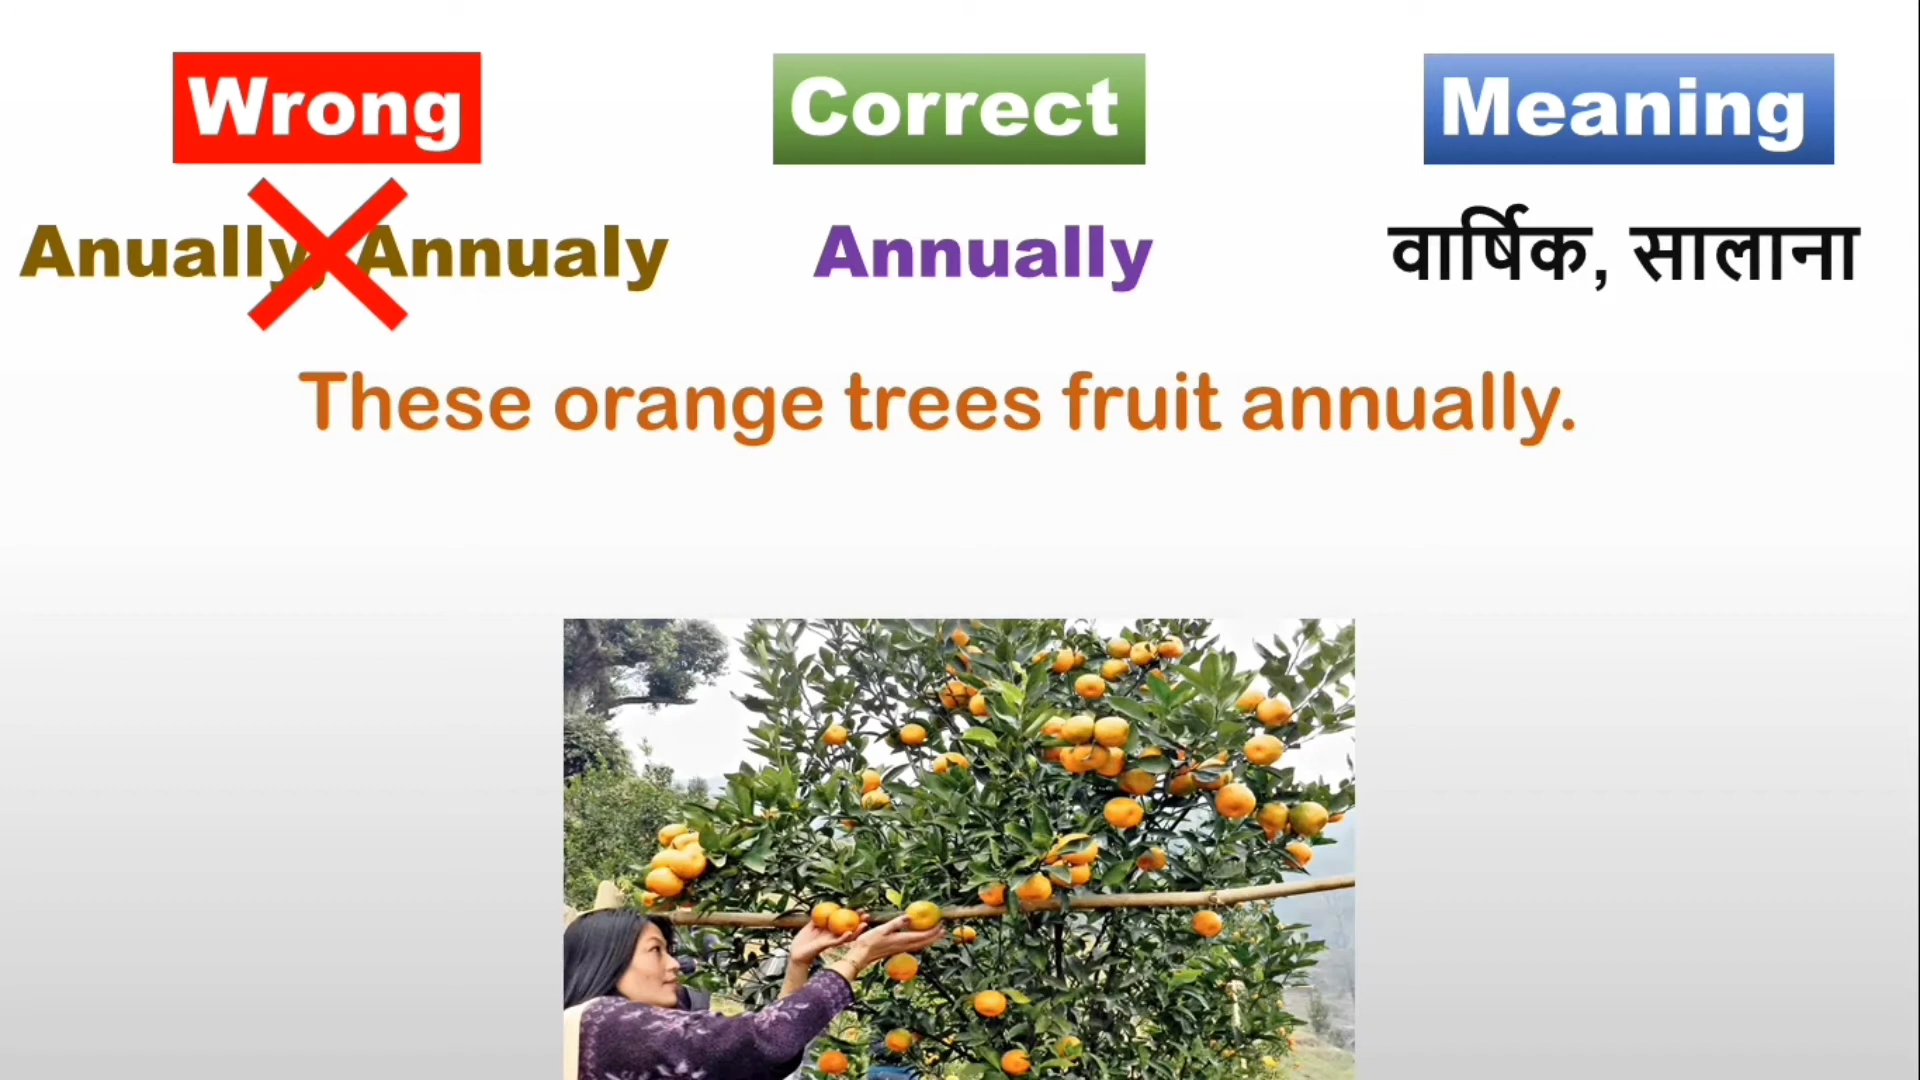 Wrong Correct Meaning
Anually, Annualy Annually वार्षिक, सालाना
These orange trees fruit annually.